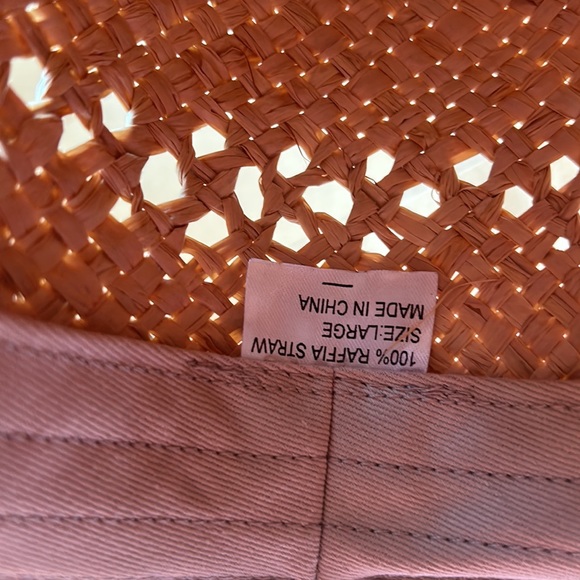 100% RAFFIA STRAW
SIZE:LARGE
MADE IN CHINA